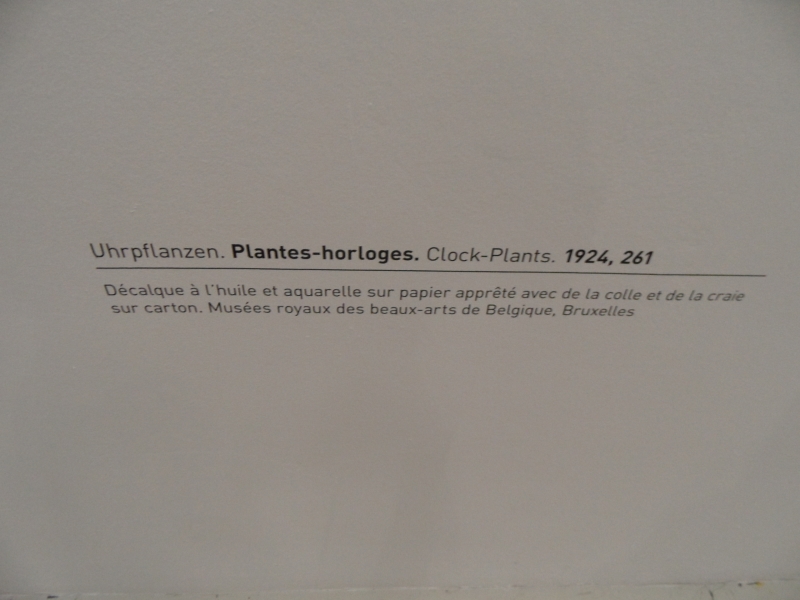 Uhrpflanzen. Plantes-horloges. Clock-Plants. 1924, 261
Décalque à l'huile et aquarelle sur papier apprêté avec de la colle et de la craie
sur carton. Musées royaux des beaux-arts de Belgique, Bruxelles